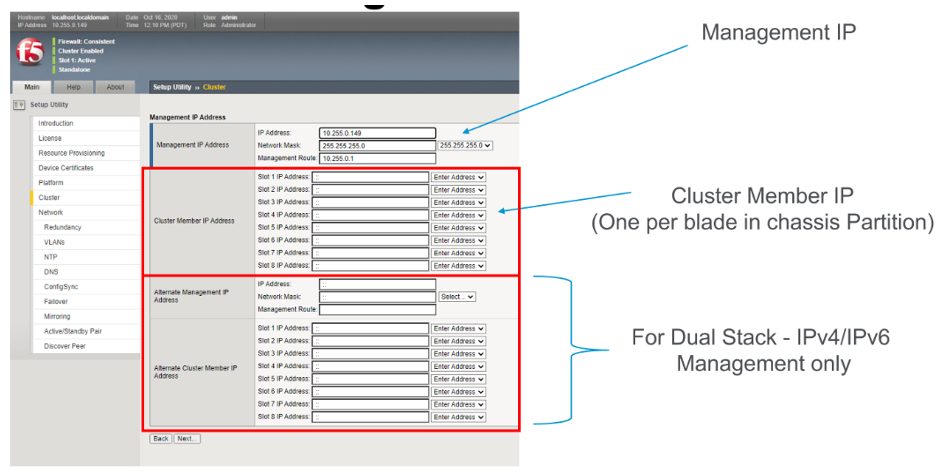 Hostname localhost.localdomain Date Oct 16, 2020 User admin
IP Address 10.255.0.149 Time 12:18 PM (PDT) Role Administrator
f5
Firewall: Consistent
Cluster Enabled
Slot 1: Active
Standalone
Main Help About Setup Utility » Cluster
Setup Utility
Introduction
License
Resource Provisioning
Device Certificates
Platform
Cluster
Network
Redundancy
VLANs
NTP
DNS
ConfigSync
Failover
Mirroring
Active/Standby Pair
Discover Peer
Management IP Address
Management IP Address
IP Address: 10.255.0.149
Network Mask: 255.255.255.0 255.255.255.0
Management Route: 10.255.0.1
Cluster Member IP Address
Slot 1 IP Address: :: Enter Address
Slot 2 IP Address: :: Enter Address
Slot 3 IP Address: :: Enter Address
Slot 4 IP Address: :: Enter Address
Slot 5 IP Address: :: Enter Address
Slot 6 IP Address: :: Enter Address
Slot 7 IP Address: :: Enter Address
Slot 8 IP Address: :: Enter Address
Alternate Management IP
Address
IP Address: ::
Network Mask: :: Select...
Management Route:
Alternate Cluster Member IP
Address
Slot 1 IP Address: :: Enter Address
Slot 2 IP Address: :: Enter Address
Slot 3 IP Address: :: Enter Address
Slot 4 IP Address: :: Enter Address
Slot 5 IP Address: :: Enter Address
Slot 6 IP Address: :: Enter Address
Slot 7 IP Address: :: Enter Address
Slot 8 IP Address: :: Enter Address
Back Next...
Management IP
Cluster Member IP
(One per blade in chassis Partition)
For Dual Stack - IPv4/IPv6
Management only